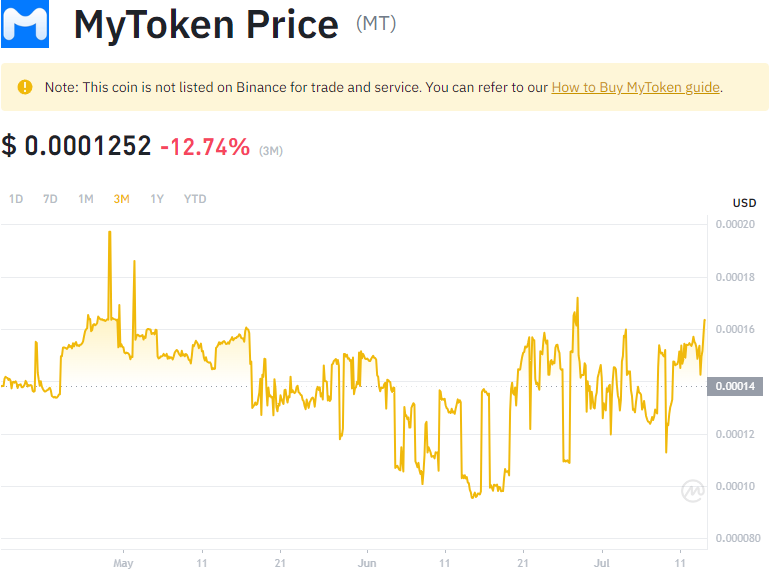 MyToken Price (MT)
Note: This coin is not listed on Binance for trade and service. You can refer to our How to Buy MyToken guide.
$ 0.0001252 -12.74% (3M)
1D 7D 1M 3M 1Y YTD
USD
0.00020
0.00018
0.00016
0.00014
0.00012
0.00010
0.000080
May 11 21 Jun 11 21 Jul 11